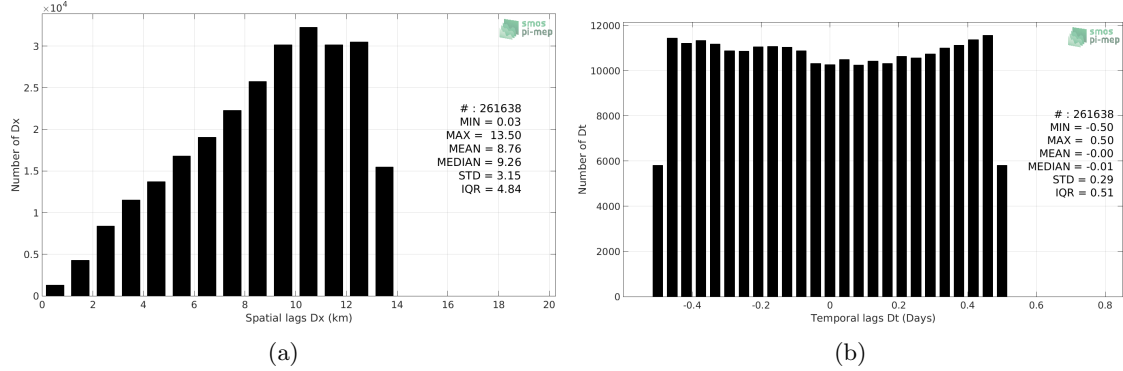 ×10⁴
3
2.5
2
1.5
1
0.5
0
0 2 4 6 8 10 12 14 16 18 20
Number of Dx
Spatial lags Dx (km)
smos
pi-mep
# : 261638
MIN = 0.03
MAX = 13.50
MEAN = 8.76
MEDIAN = 9.26
STD = 3.15
IQR = 4.84
(a)
12000
10000
8000
6000
4000
2000
0
-0.4 -0.2 0 0.2 0.4 0.6 0.8
Number of Dt
Temporal lags Dt (Days)
smos
pi-mep
# : 261638
MIN = -0.50
MAX = 0.50
MEAN = -0.00
MEDIAN = -0.01
STD = 0.29
IQR = 0.51
(b)